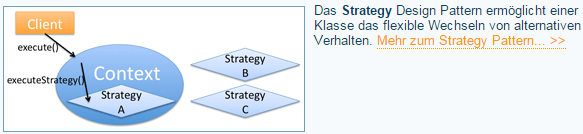 Client
execute()
executeStrategy()
Context
Strategy
A
Strategy
B
Strategy
C
Das Strategy Design Pattern ermöglicht einer
Klasse das flexible Wechseln von alternativen
Verhalten. Mehr zum Strategy Pattern... >>